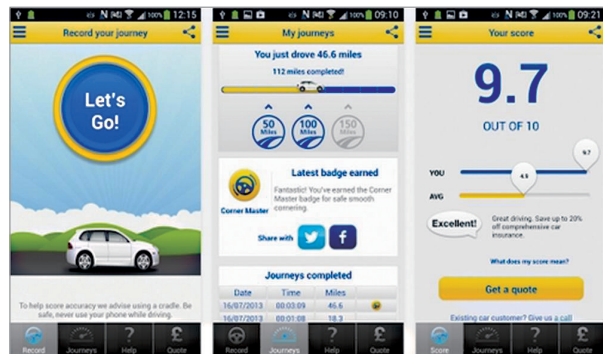 12:15
Record your journey
Let's
Go!
To help score accuracy we advise using a cradle. Be
safe, never use your phone while driving.
Record
Journeys
Help
Quote
100%
09:10
My journeys
You just drove 46.6 miles
112 miles completed!
50
Miles
100
Miles
150
Miles
Latest badge earned
Fantastic! You've earned the Corner
Master badge for safe smooth
cornering.
Corner Master
Share with
Journeys completed
Date Time Miles
16/07/2013 00:03:09 46.6
16/07/2013 00:01:08 18.3
Record
Journeys
Help
Quote
100%
09:21
Your score
9.7
OUT OF 10
9.7
YOU
4.9
AVG
Excellent!
Great driving. Save up to 20%
off comprehensive car
insurance.
What does my score mean?
Get a quote
Existing car customer? Give us a call
Score
Journeys
Help
Quote